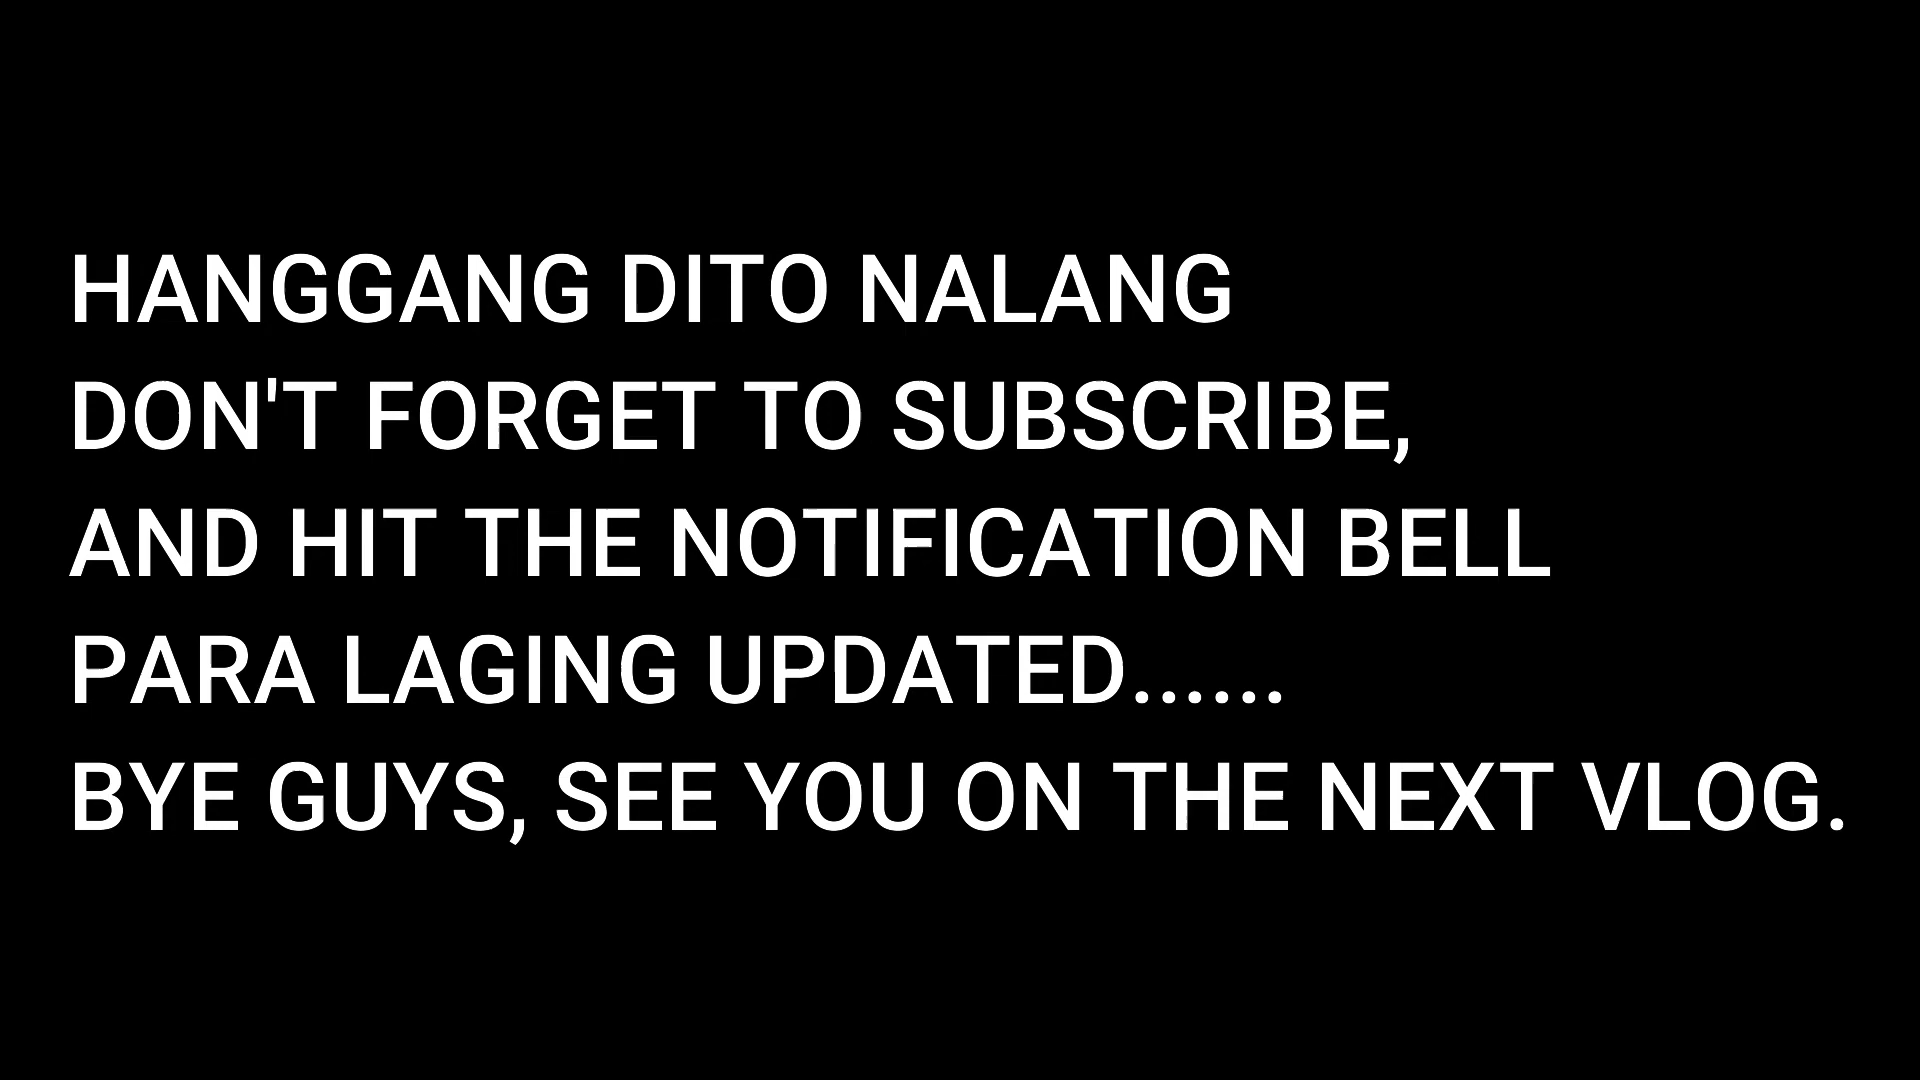 HANGGANG DITO NALANG
DON'T FORGET TO SUBSCRIBE,
AND HIT THE NOTIFICATION BELL
PARA LAGING UPDATED......
BYE GUYS, SEE YOU ON THE NEXT VLOG.